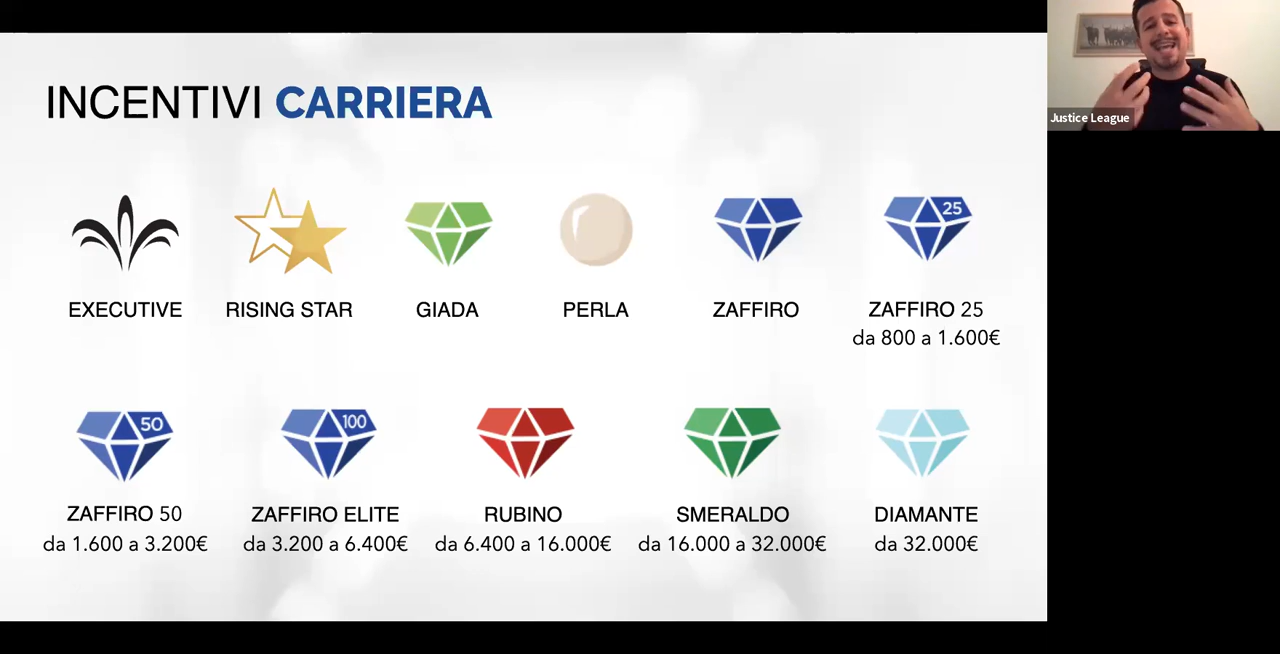 INCENTIVI CARRIERA
Justice League
25
EXECUTIVE
RISING STAR
GIADA
PERLA
ZAFFIRO
ZAFFIRO 25
da 800 a 1.600€
50
100
ZAFFIRO 50
da 1.600 a 3.200€
ZAFFIRO ELITE
da 3.200 a 6.400€
RUBINO
da 6.400 a 16.000€
SMERALDO
da 16.000 a 32.000€
DIAMANTE
da 32.000€